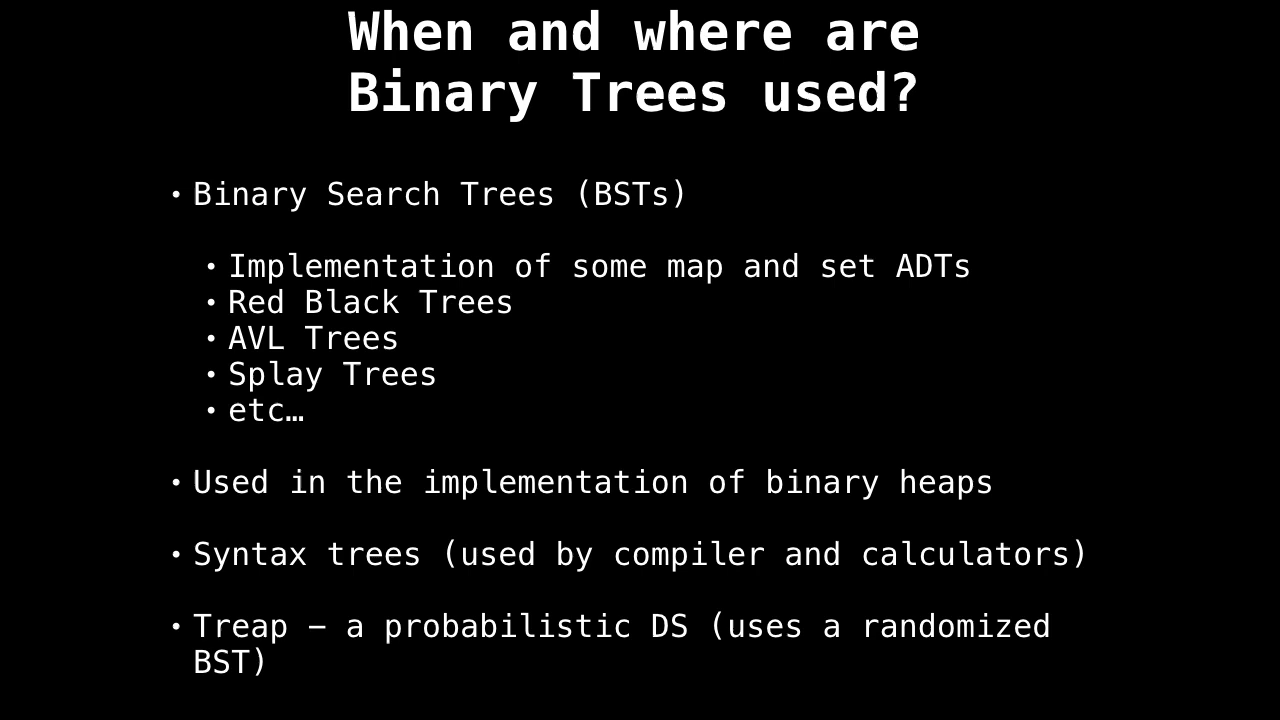 When and where are
Binary Trees used?
• Binary Search Trees (BSTs)
• Implementation of some map and set ADTs
• Red Black Trees
• AVL Trees
• Splay Trees
• etc…
• Used in the implementation of binary heaps
• Syntax trees (used by compiler and calculators)
• Treap – a probabilistic DS (uses a randomized
BST)